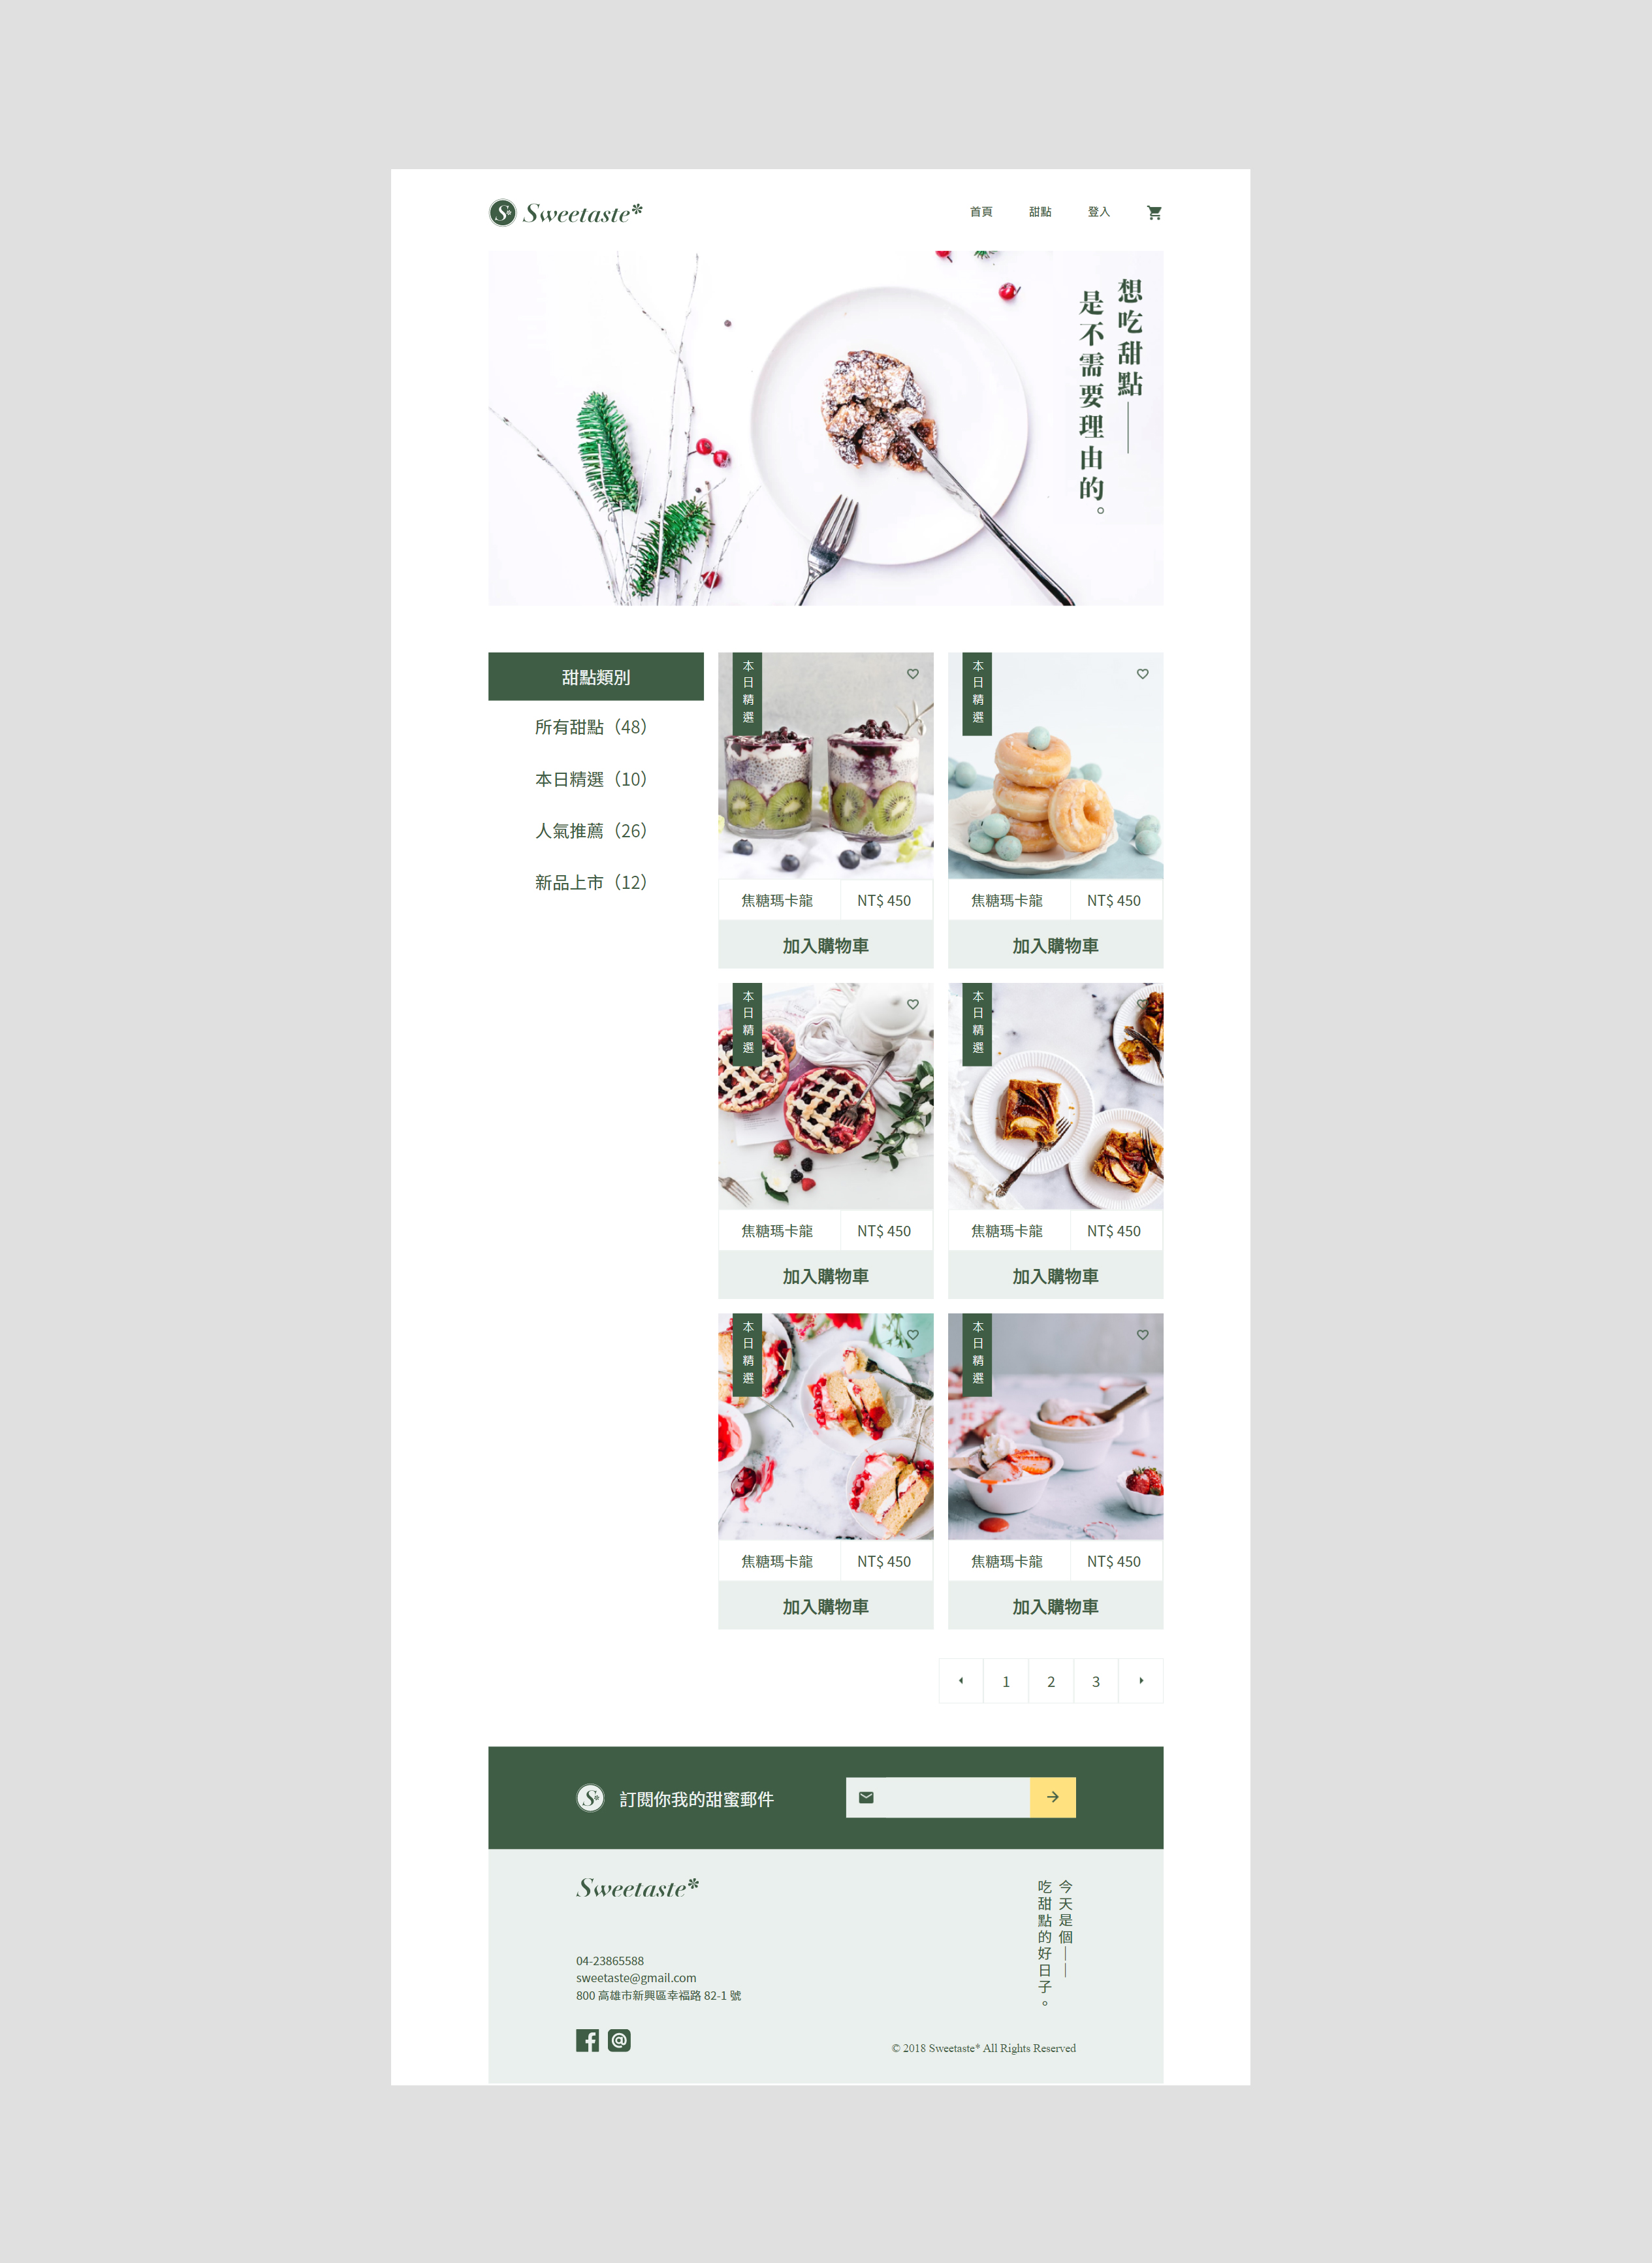 S* Sweetaste*
首頁
甜點
登入
想吃甜點——
是不需要理由的。
甜點類別
所有甜點（48）
本日精選（10）
人氣推薦（26）
新品上市（12）
本日精選
焦糖瑪卡龍
NT$ 450
加入購物車
本日精選
焦糖瑪卡龍
NT$ 450
加入購物車
本日精選
焦糖瑪卡龍
NT$ 450
加入購物車
本日精選
焦糖瑪卡龍
NT$ 450
加入購物車
本日精選
焦糖瑪卡龍
NT$ 450
加入購物車
本日精選
焦糖瑪卡龍
NT$ 450
加入購物車
1
2
3
S* 訂閱你我的甜蜜郵件
Sweetaste*
今天是個——
吃甜點的好日子。
04-23865588
sweetaste@gmail.com
800 高雄市新興區幸福路 82-1 號
© 2018 Sweetaste* All Rights Reserved